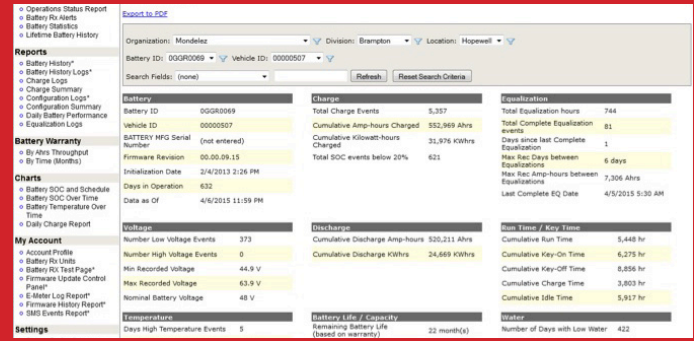 Operations Status Report
Battery Rx Alerts
Battery Statistics
Lifetime Battery History
Reports
Battery History*
Battery History Logs*
Charge Logs
Charge Summary
Configuration Logs*
Configuration Summary
Daily Battery Performance
Equalization Logs
Battery Warranty
By Ahrs Throughput
By Time (Months)
Charts
Battery SOC and Schedule
Battery SOC Over Time
Battery Temperature Over
Time
Daily Charge Report
My Account
Account Profile
Battery Rx Units
Battery RX Test Page*
Firmware Update Control
Panel*
E-Meter Log Report*
Firmware History Report*
SMS Events Report*
Settings
Export to PDF
Organization: Mondelez Division: Brampton Location: Hopewell
Battery ID: 0GGR0069 Vehicle ID: 00000507
Search Fields: (none) Refresh Reset Search Criteria
Battery
Battery ID 0GGR0069
Vehicle ID 00000507
BATTERY MFG Serial
Number (not entered)
Firmware Revision 00.00.09.15
Initialization Date 2/4/2013 2:26 PM
Days in Operation 632
Data as Of 4/6/2015 11:59 PM
Charge
Total Charge Events 5,357
Cumulative Amp-hours Charged 552,969 Ahrs
Cumulative Kilowatt-hours
Charged 31,976 KWhrs
Total SOC events below 20% 621
Equalization
Total Equalization hours 744
Total Complete Equalization
events 81
Days since last Complete
Equalization 1
Max Rec Days between
Equalizations 6 days
Max Rec Amp-hours between
Equalizations 7,306 Ahrs
Last Complete EQ Date 4/5/2015 5:30 AM
Voltage
Number Low Voltage Events 373
Number High Voltage Events 0
Min Recorded Voltage 44.9 V
Max Recorded Voltage 63.9 V
Nominal Battery Voltage 48 V
Discharge
Cumulative Discharge Amp-hours 520,211 Ahrs
Cumulative Discharge KWhrs 24,669 KWhrs
Run Time / Key Time
Cumulative Run Time 5,448 hr
Cumulative Key-On Time 6,275 hr
Cumulative Key-Off Time 8,856 hr
Cumulative Charge Time 3,803 hr
Cumulative Idle Time 5,917 hr
Temperature
Days High Temperature Events 5
Battery Life / Capacity
Remaining Battery Life
(based on warranty) 22 month(s)
Water
Number of Days with Low Water 422